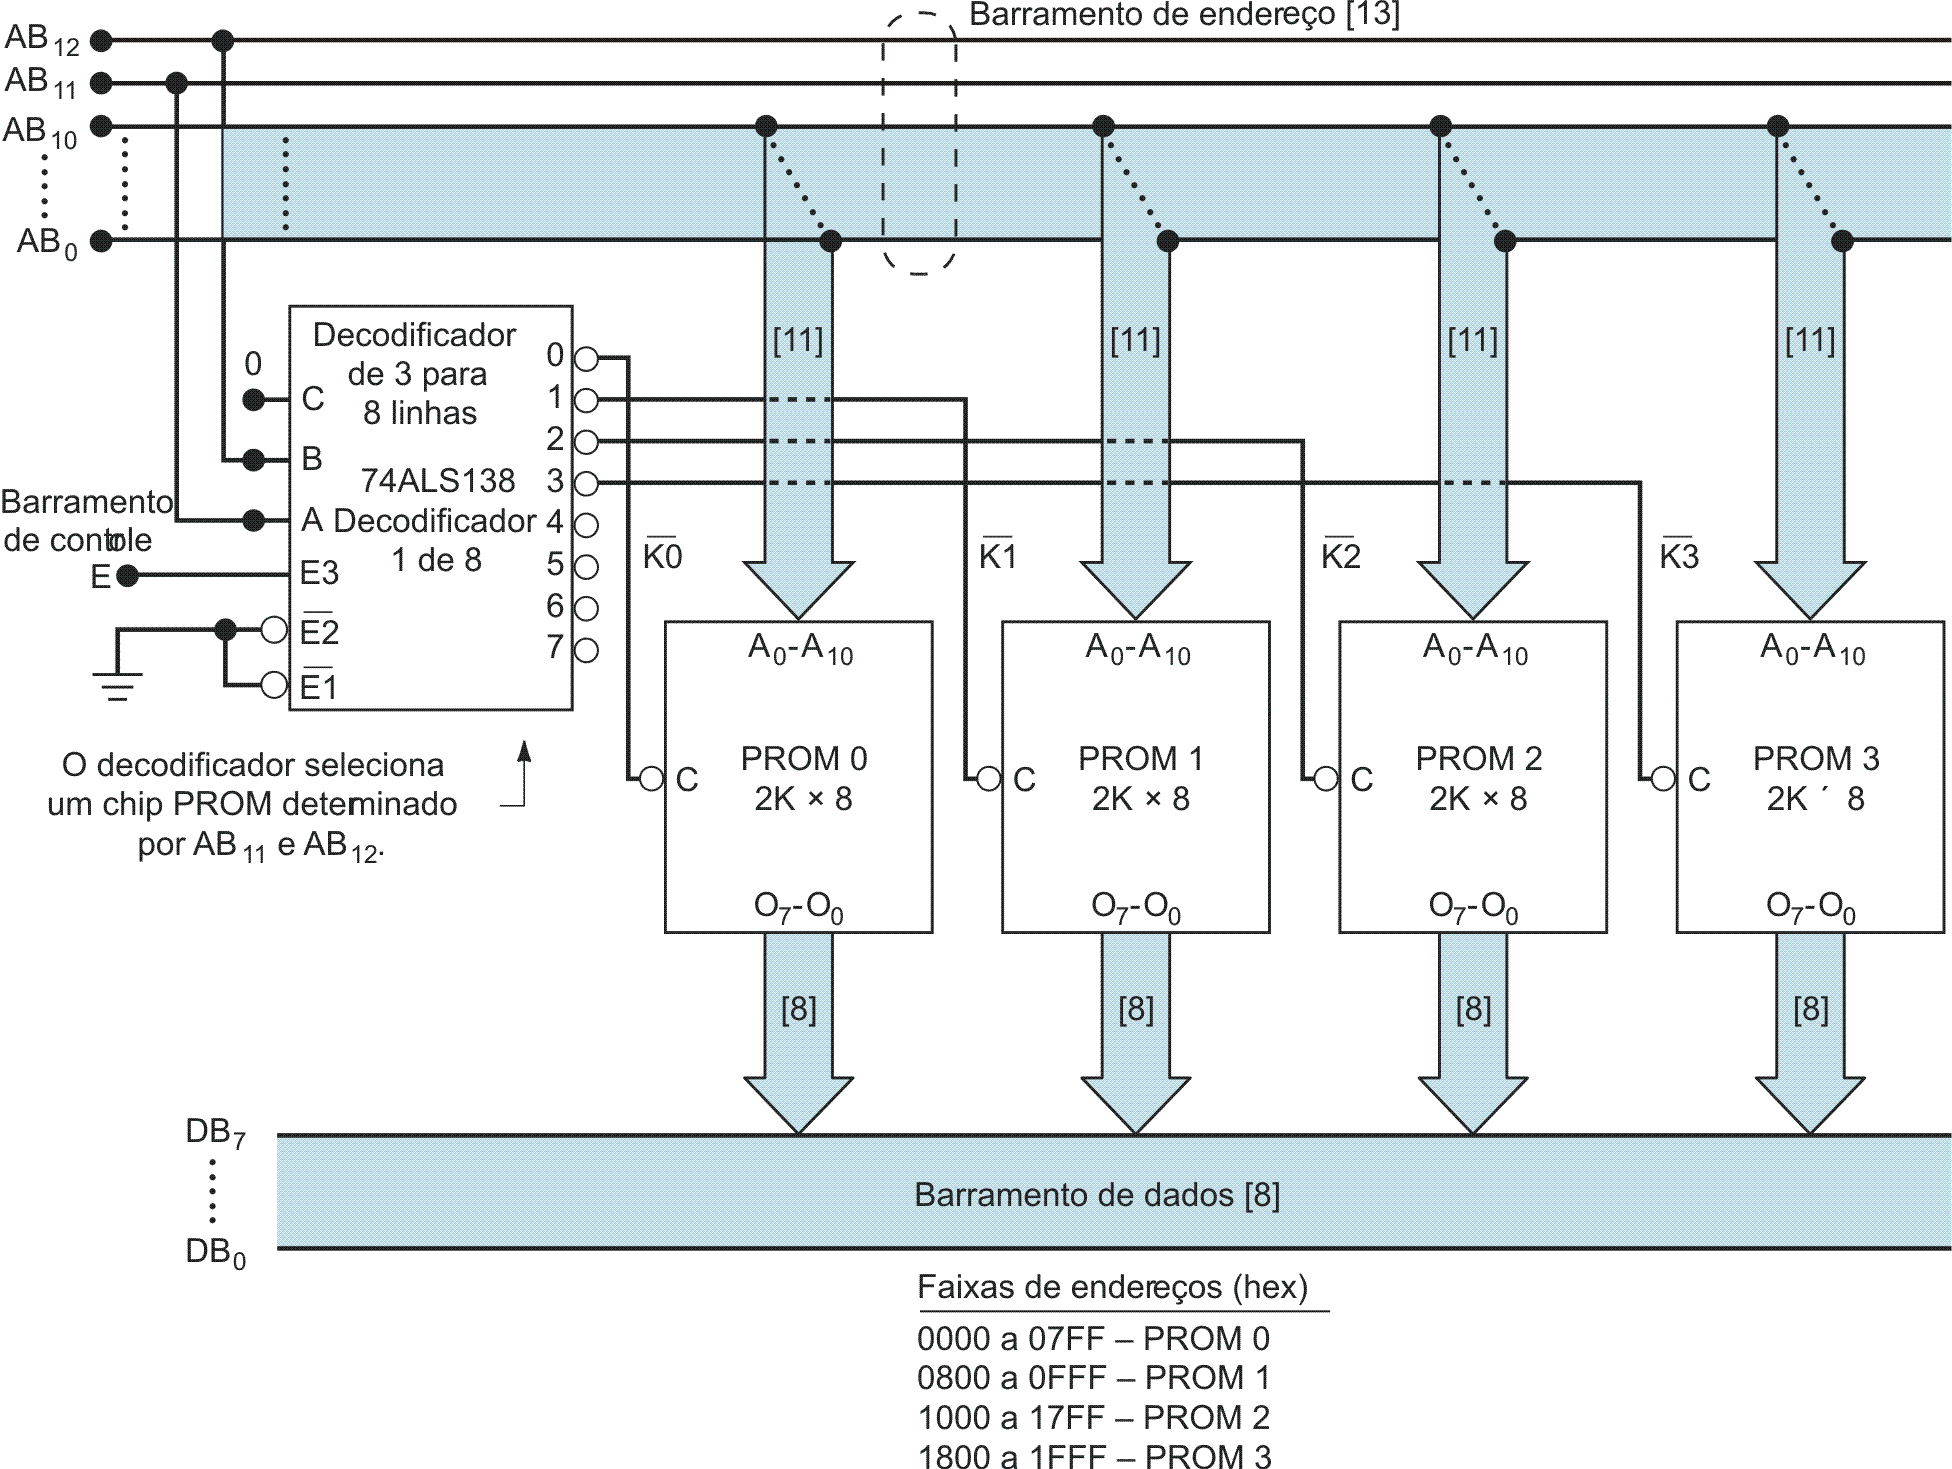 Barramento de endereço [13]
AB12
AB11
AB10
AB0
[11] [11] [11] [11]
Decodificador
de 3 para
8 linhas
74ALS138
Decodificador
1 de 8
0
C
B
A
E3
E2
E1
0
1
2
3
4
5
6
7
Barramento
de controle
E
K0 K1 K2 K3
O decodificador seleciona
um chip PROM deteminado
por AB11 e AB12.
A0-A10
C PROM 0
2K × 8
O7-O0
A0-A10
C PROM 1
2K × 8
O7-O0
A0-A10
C PROM 2
2K × 8
O7-O0
A0-A10
C PROM 3
2K ´ 8
O7-O0
[8] [8] [8] [8]
DB7
Barramento de dados [8]
DB0
Faixas de endereços (hex)
0000 a 07FF – PROM 0
0800 a 0FFF – PROM 1
1000 a 17FF – PROM 2
1800 a 1FFF – PROM 3